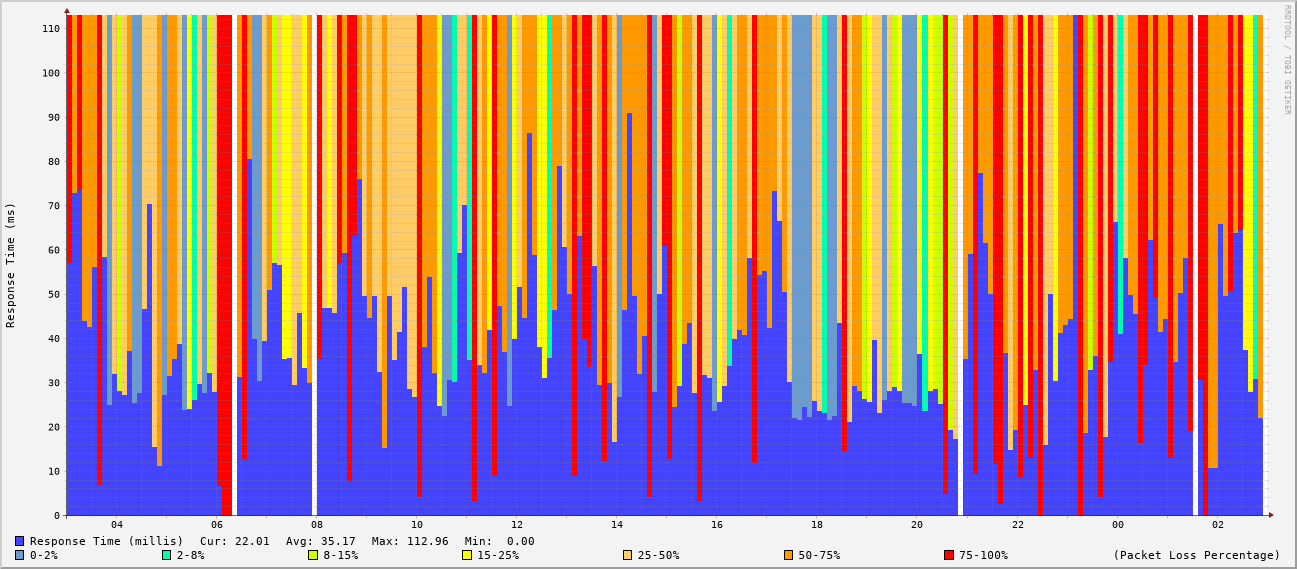 RRDTOOL / TOBI OETIKER
Response Time (ms)
110
100
90
80
70
60
50
40
30
20
10
0
04 06 08 10 12 14 16 18 20 22 00 02
Response Time (millis) Cur: 22.01 Avg: 35.17 Max: 112.96 Min: 0.00
0-2% 2-8% 8-15% 15-25% 25-50% 50-75% 75-100% (Packet Loss Percentage)